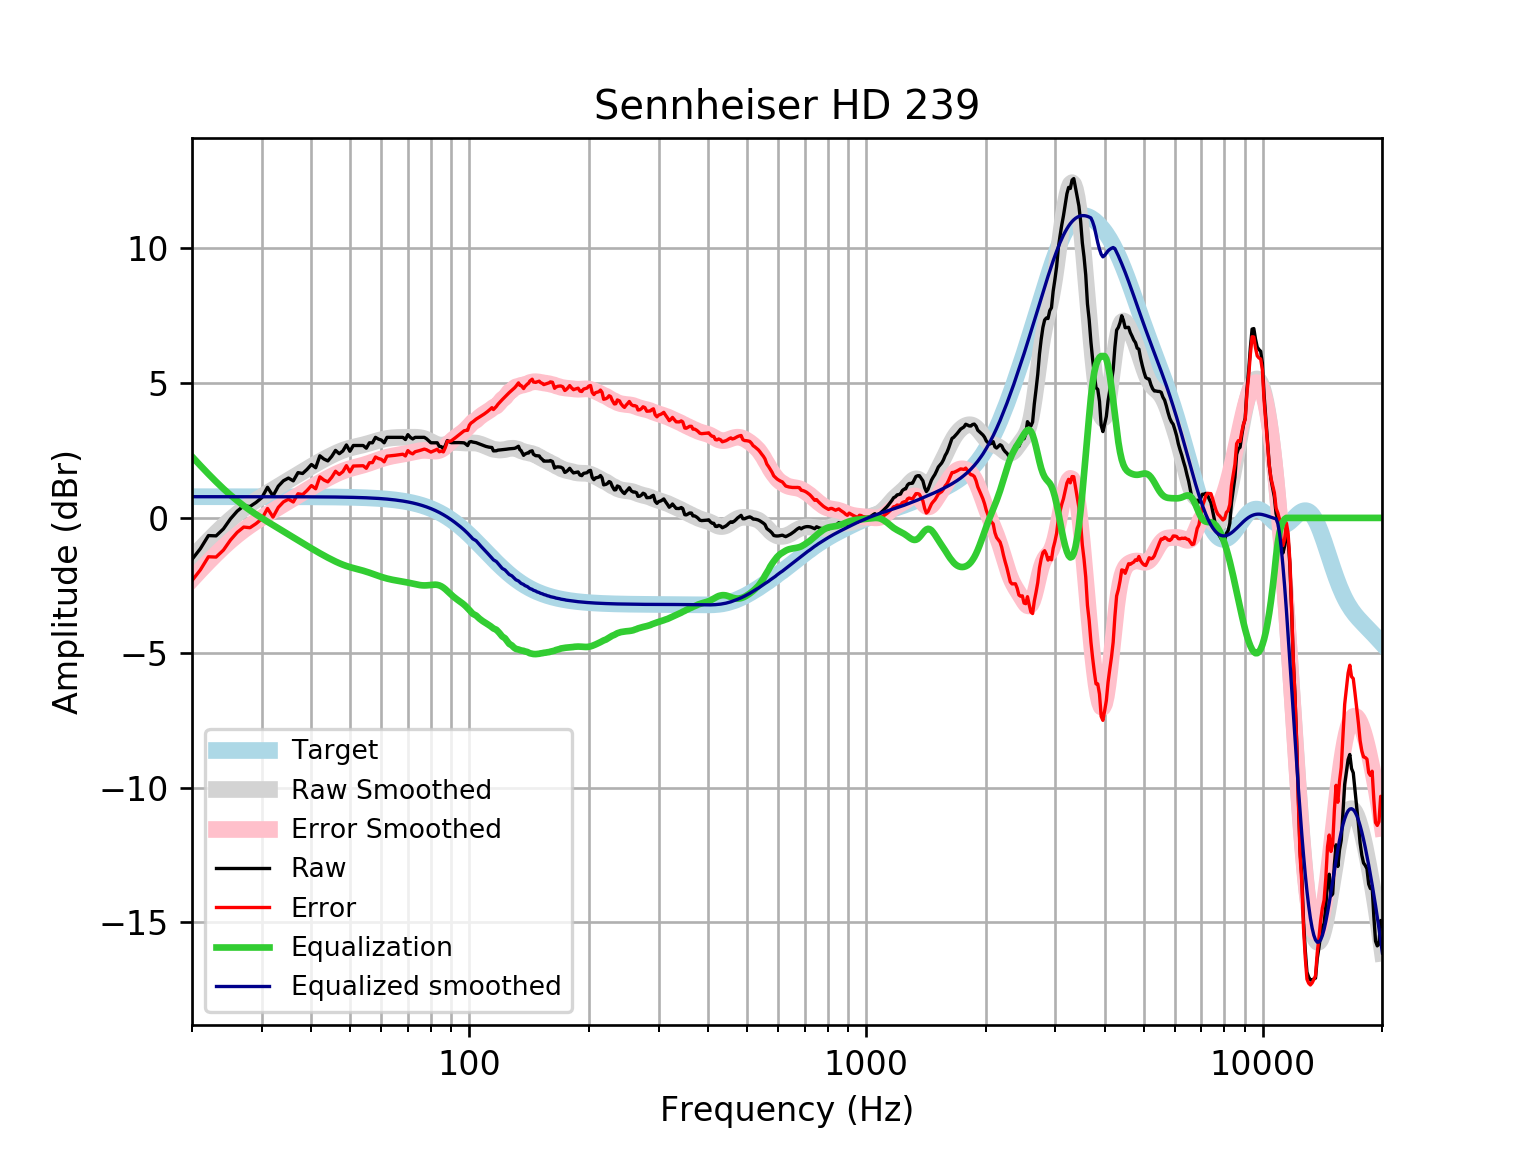 Sennheiser HD 239
Amplitude (dBr)
10
5
0
−5
−10
−15
Target
Raw Smoothed
Error Smoothed
Raw
Error
Equalization
Equalized smoothed
100
1000
10000
Frequency (Hz)